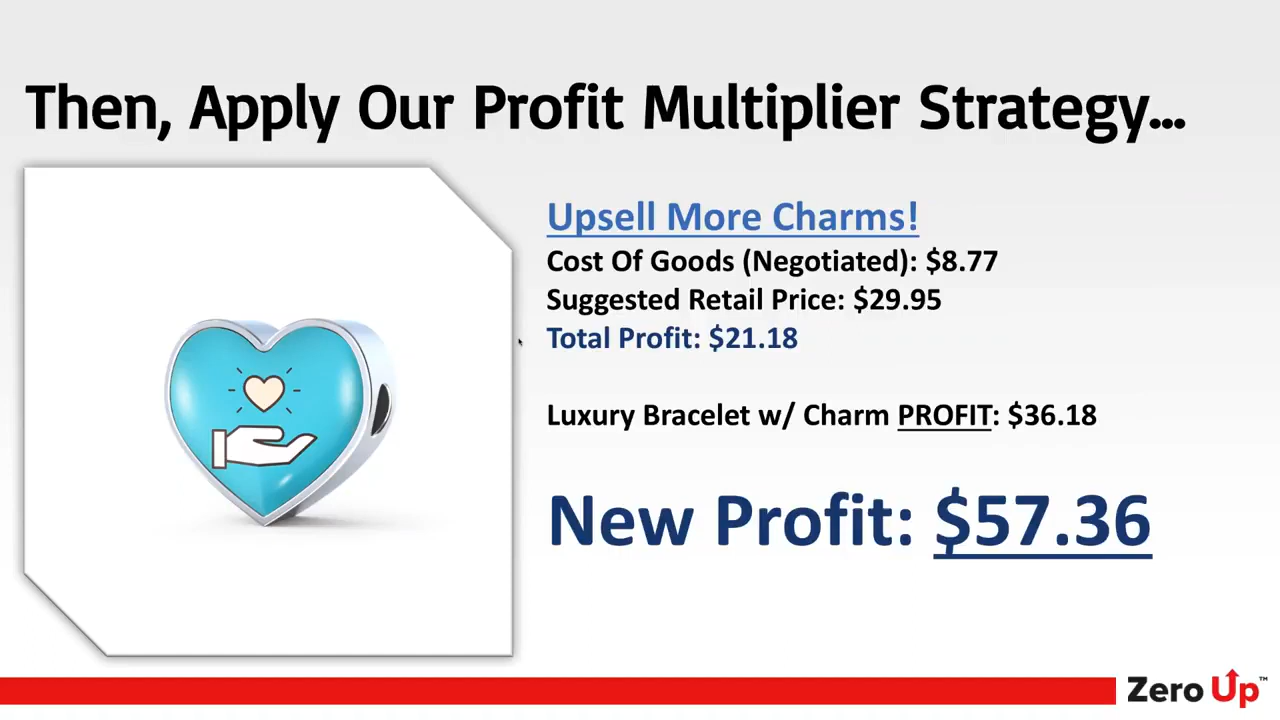 Then, Apply Our Profit Multiplier Strategy...
Upsell More Charms!
Cost Of Goods (Negotiated): $8.77
Suggested Retail Price: $29.95
Total Profit: $21.18
Luxury Bracelet w/ Charm PROFIT: $36.18
New Profit: $57.36
Zero Up™